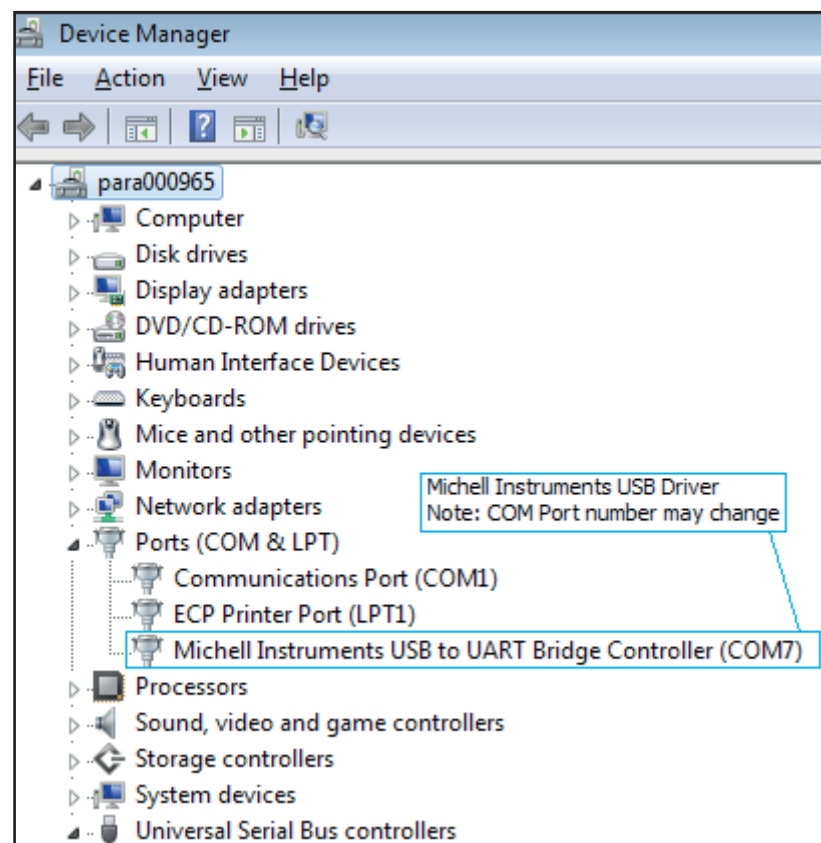 Device Manager
File Action View Help
para000965
Computer
Disk drives
Display adapters
DVD/CD-ROM drives
Human Interface Devices
Keyboards
Mice and other pointing devices
Monitors
Network adapters
Michell Instruments USB Driver
Note: COM Port number may change
Ports (COM & LPT)
Communications Port (COM1)
ECP Printer Port (LPT1)
Michell Instruments USB to UART Bridge Controller (COM7)
Processors
Sound, video and game controllers
Storage controllers
System devices
Universal Serial Bus controllers